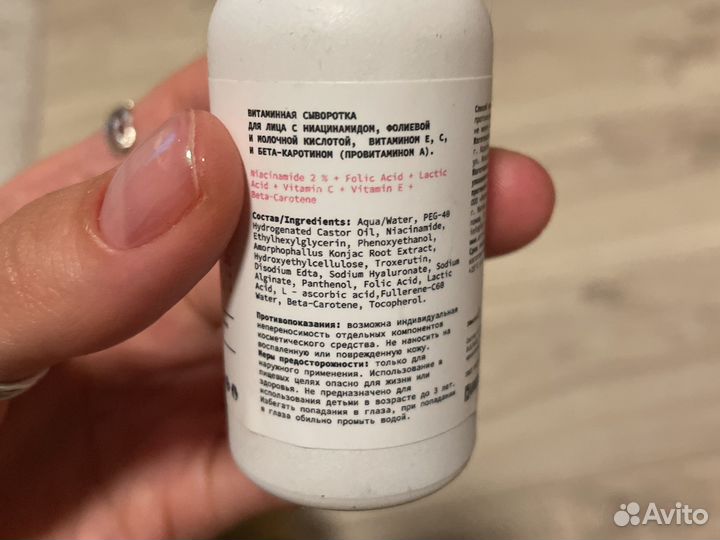 ВИТАМИННАЯ СЫВОРОТКА
ДЛЯ ЛИЦА С НИАЦИНАМИДОМ, ФОЛИЕВОЙ
И МОЛОЧНОЙ КИСЛОТОЙ, ВИТАМИНОМ Е, С,
И БЕТА-КАРОТИНОМ (ПРОВИТАМИНОМ А).
Niacinamide 2 % + Folic Acid + Lactic
Acid + Vitamin C + Vitamin E +
Beta-Carotene
Состав/Ingredients: Aqua/Water, PEG-40
Hydrogenated Castor Oil, Niacinamide,
Ethylhexylglycerin, Phenoxyethanol,
Amorphophallus Konjac Root Extract,
Hydroxyethylcellulose, Troxerutin,
Disodium Edta, Sodium Hyaluronate, Sodium
Alginate, Panthenol, Folic Acid, Lactic
Acid, L - ascorbic acid,Fullerene-C60
Water, Beta-Carotene, Tocopherol.
Противопоказания: возможна индивидуальная
непереносимость отдельных компонентов
косметического средства. Не наносить на
воспаленную или поврежденную кожу.
Меры предосторожности: только для
наружного применения. Использование в
пищевых целях опасно для жизни или
здоровья. Не предназначено для
использования детьми в возрасте до 3 лет.
Избегать попадания в глаза, при попадании
в глаза обильно промыть водой.
Avito